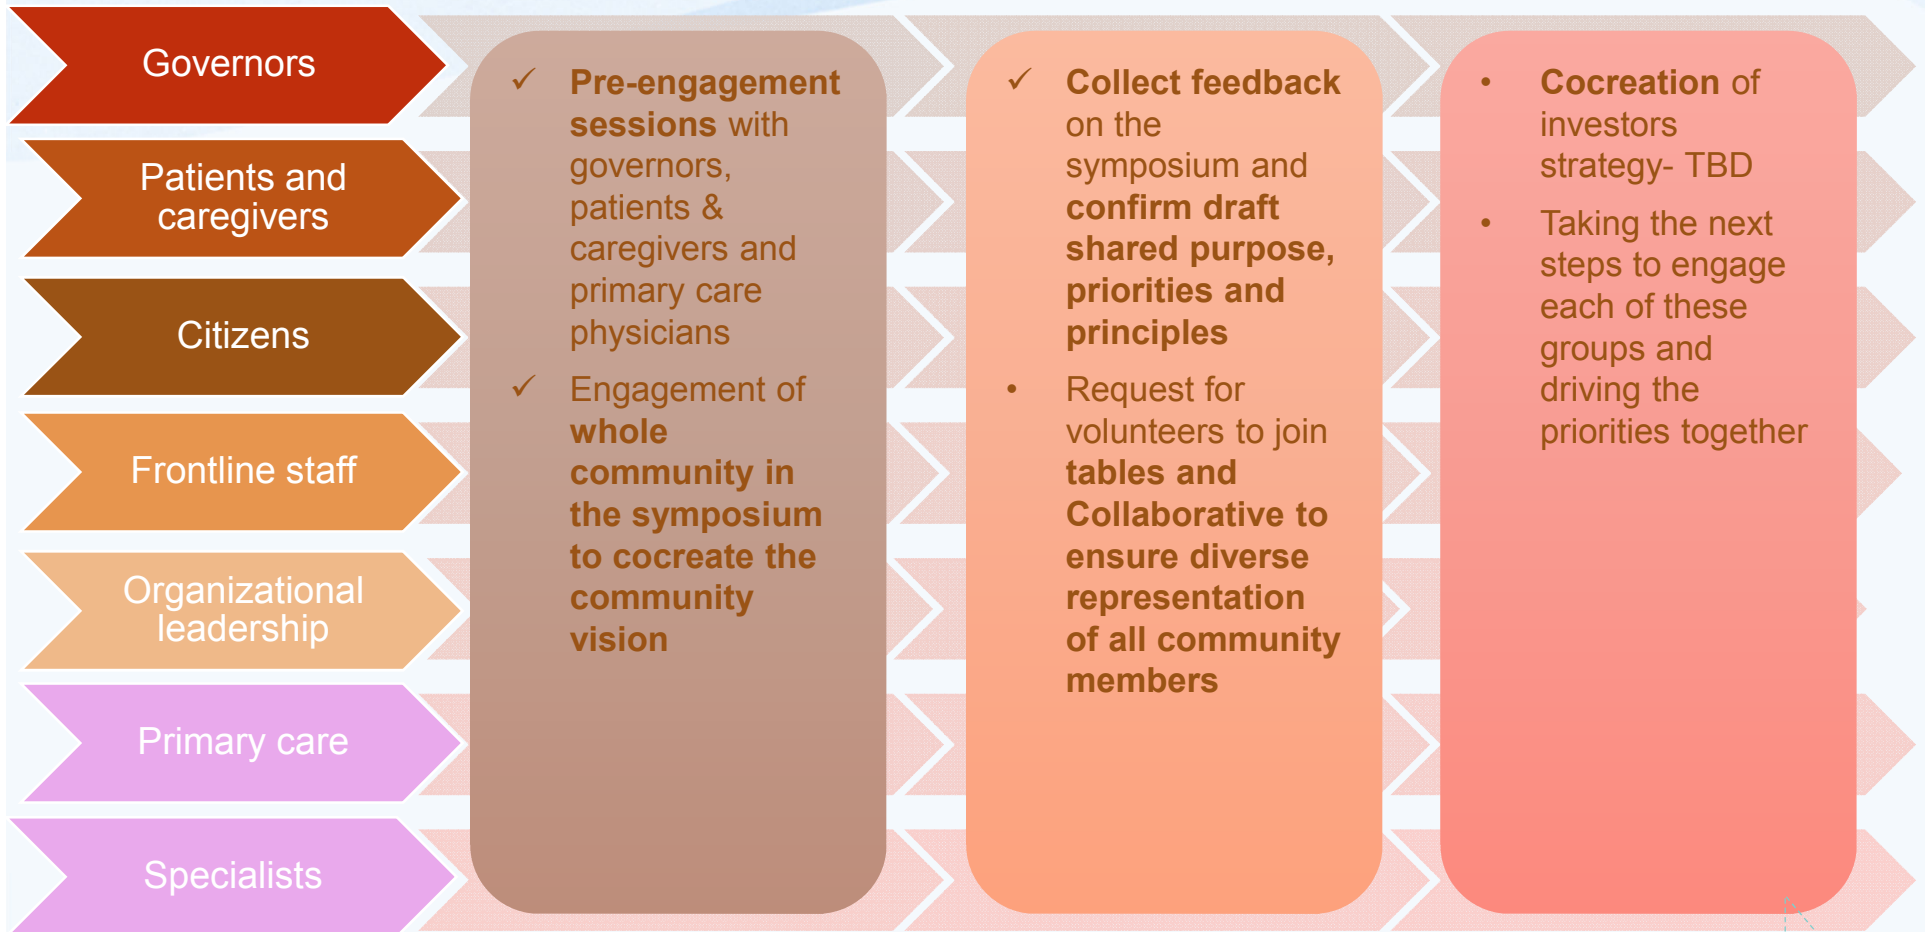 Governors
Patients and
caregivers
Citizens
Frontline staff
Organizational
leadership
Primary care
Specialists
✓ Pre-engagement
sessions with
governors,
patients &
caregivers and
primary care
physicians
✓ Engagement of
whole
community in
the symposium
to cocreate the
community
vision
✓ Collect feedback
on the
symposium and
confirm draft
shared purpose,
priorities and
principles
• Request for
volunteers to join
tables and
Collaborative to
ensure diverse
representation
of all community
members
• Cocreation of
investors
strategy- TBD
• Taking the next
steps to engage
each of these
groups and
driving the
priorities together